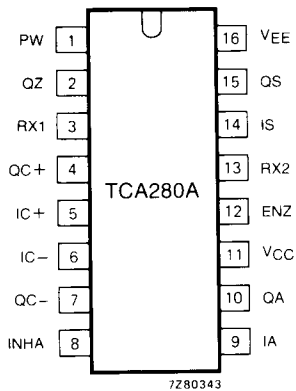 PW 1 16 VEE
QZ 2 15 QS
RX1 3 14 IS
QC+ 4 13 RX2
TCA280A
IC+ 5 12 ENZ
IC- 6 11 VCC
QC- 7 10 QA
INHA 8 9 IA
7Z80343